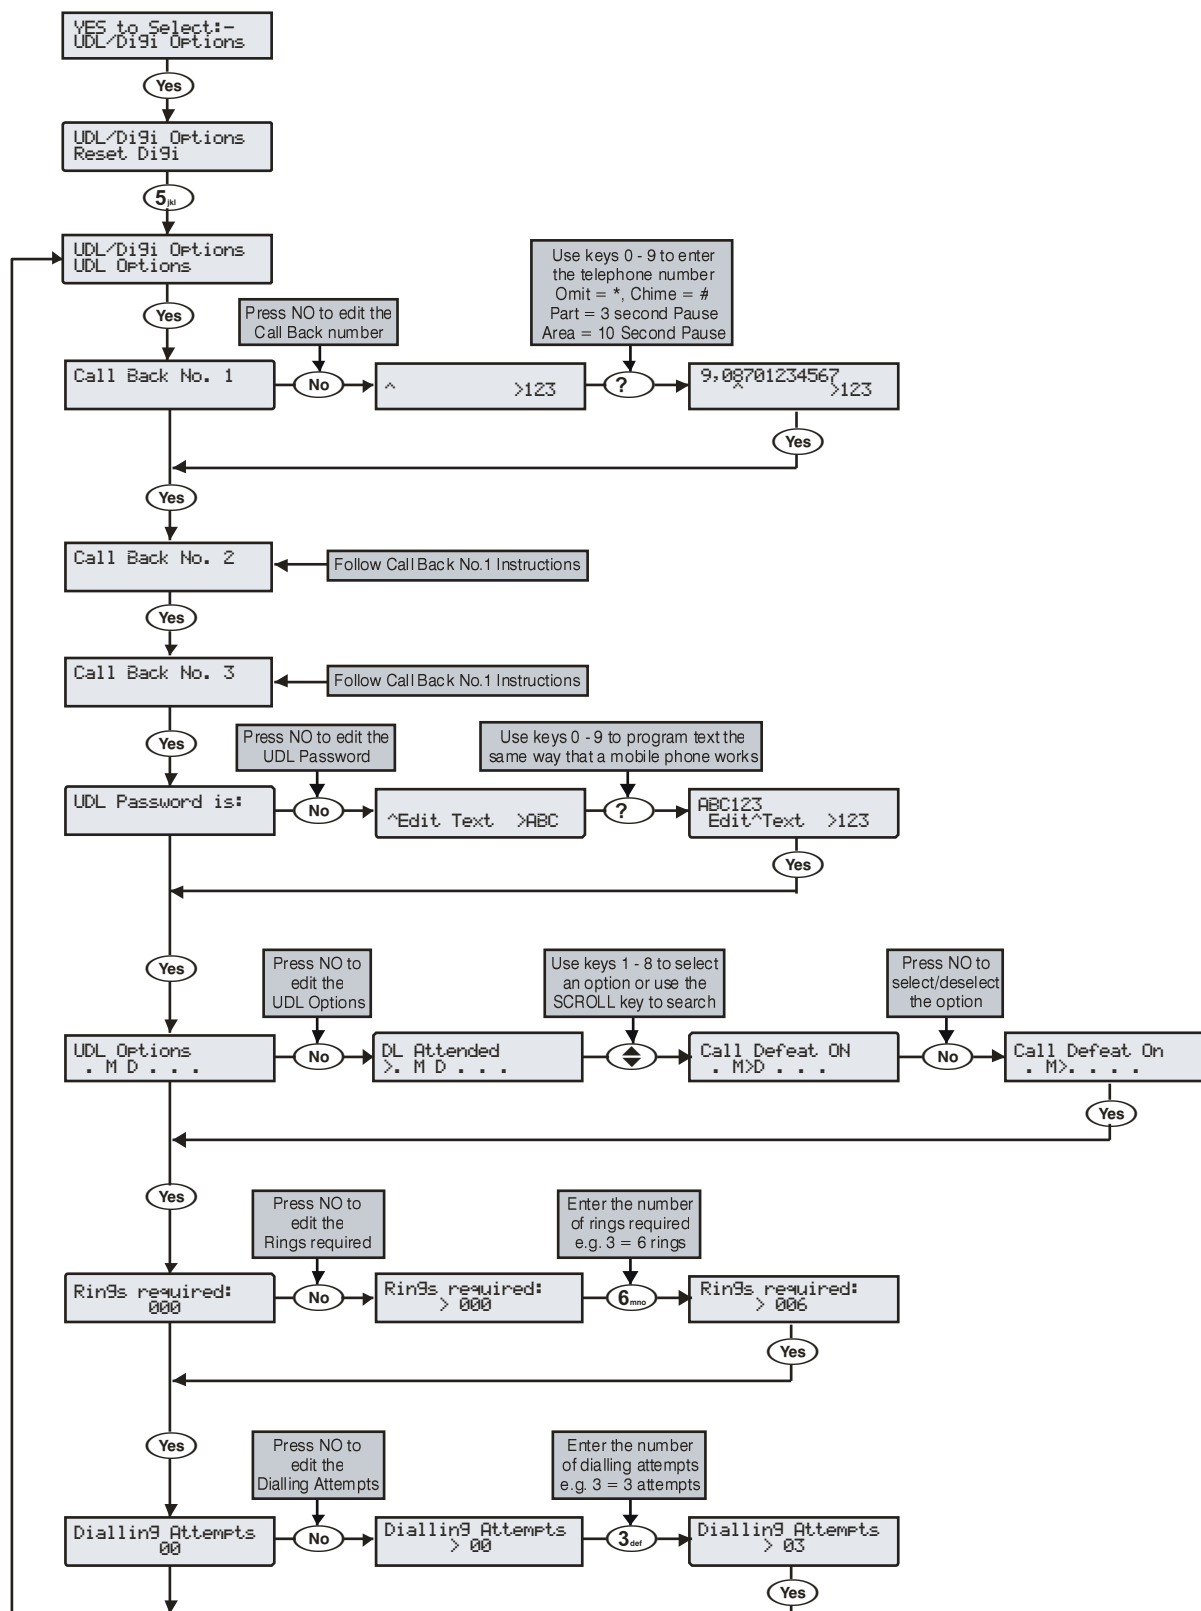 YES to Select:-
UDL/Digi Options
Yes
UDL/Digi Options
Reset Digi
5jkl
UDL/Digi Options
UDL Options
Yes
Press NO to edit the
Call Back number
Use keys 0 - 9 to enter
the telephone number
Omit = *, Chime = #
Part = 3 second Pause
Area = 10 Second Pause
Call Back No. 1
No
^ >123
?
9,08701234567
^ >123
Yes
Yes
Call Back No. 2
Follow Call Back No.1 Instructions
Yes
Call Back No. 3
Follow Call Back No.1 Instructions
Yes
Press NO to edit the
UDL Password
Use keys 0 - 9 to program text the
same way that a mobile phone works
UDL Password is:
No
^Edit Text >ABC
?
ABC123
Edit^Text >123
Yes
Yes
Press NO to
edit the
UDL Options
Use keys 1 - 8 to select
an option or use the
SCROLL key to search
Press NO to
select/deselect
the option
UDL Options
. M D . . .
No
DL Attended
>. M D . . .
Call Defeat ON
. M>D . . .
No
Call Defeat On
. M>. . . .
Yes
Yes
Press NO to
edit the
Rings required
Enter the number
of rings required
e.g. 3 = 6 rings
Rings required:
000
No
Rings required:
> 000
6mno
Rings required:
> 006
Yes
Yes
Press NO to
edit the
Dialling Attempts
Enter the number
of dialling attempts
e.g. 3 = 3 attempts
Dialling Attempts
00
No
Dialling Attempts
> 00
3def
Dialling Attempts
> 03
Yes